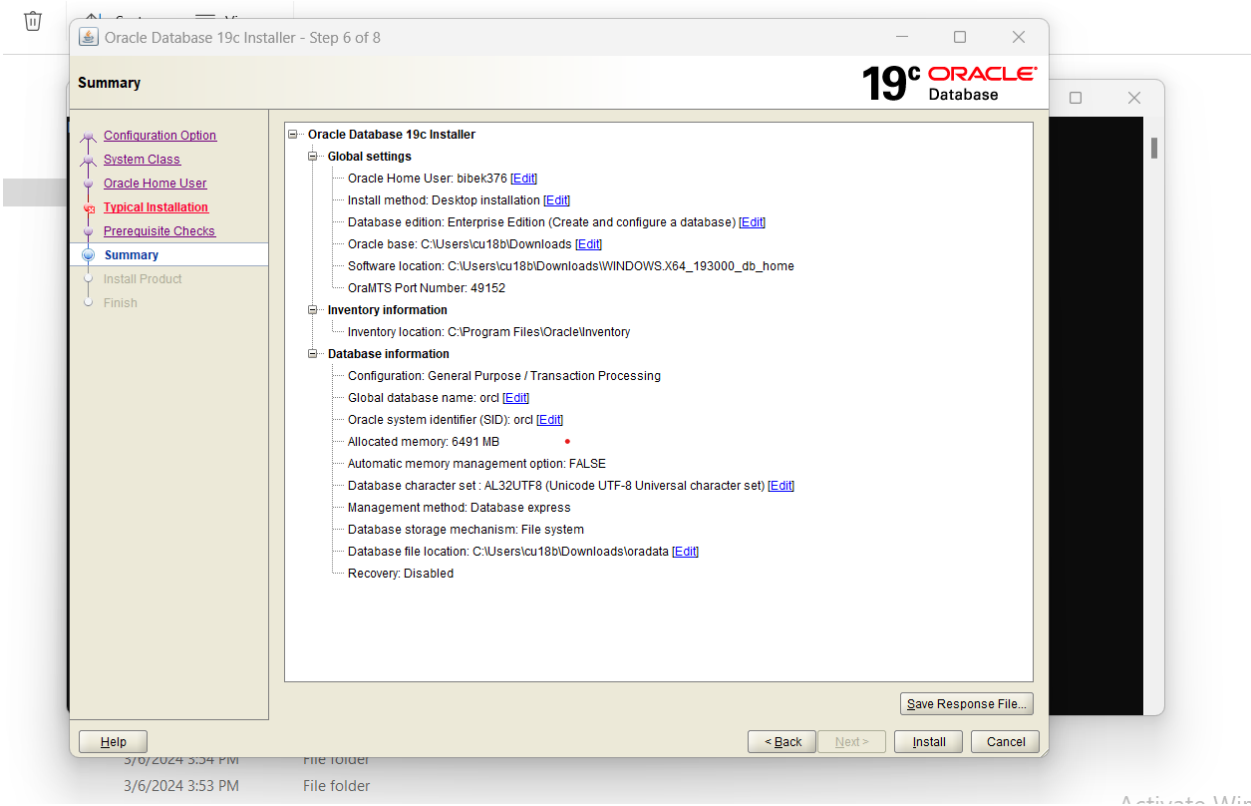 Oracle Database 19c Installer - Step 6 of 8
Summary
19c ORACLE
Database
Configuration Option
System Class
Oracle Home User
Typical Installation
Prerequisite Checks
Summary
Install Product
Finish
Oracle Database 19c Installer
Global settings
Oracle Home User: bibek376 [Edit]
Install method: Desktop installation [Edit]
Database edition: Enterprise Edition (Create and configure a database) [Edit]
Oracle base: C:\Users\cu18b\Downloads [Edit]
Software location: C:\Users\cu18b\Downloads\WINDOWS.X64_193000_db_home
OraMTS Port Number: 49152
Inventory information
Inventory location: C:\Program Files\Oracle\Inventory
Database information
Configuration: General Purpose / Transaction Processing
Global database name: orcl [Edit]
Oracle system identifier (SID): orcl [Edit]
Allocated memory: 6491 MB
Automatic memory management option: FALSE
Database character set : AL32UTF8 (Unicode UTF-8 Universal character set) [Edit]
Management method: Database express
Database storage mechanism: File system
Database file location: C:\Users\cu18b\Downloads\oradata [Edit]
Recovery: Disabled
Save Response File...
Help
< Back
Next >
Install
Cancel
3/6/2024 3:54 PM File folder
3/6/2024 3:53 PM File folder
Activate